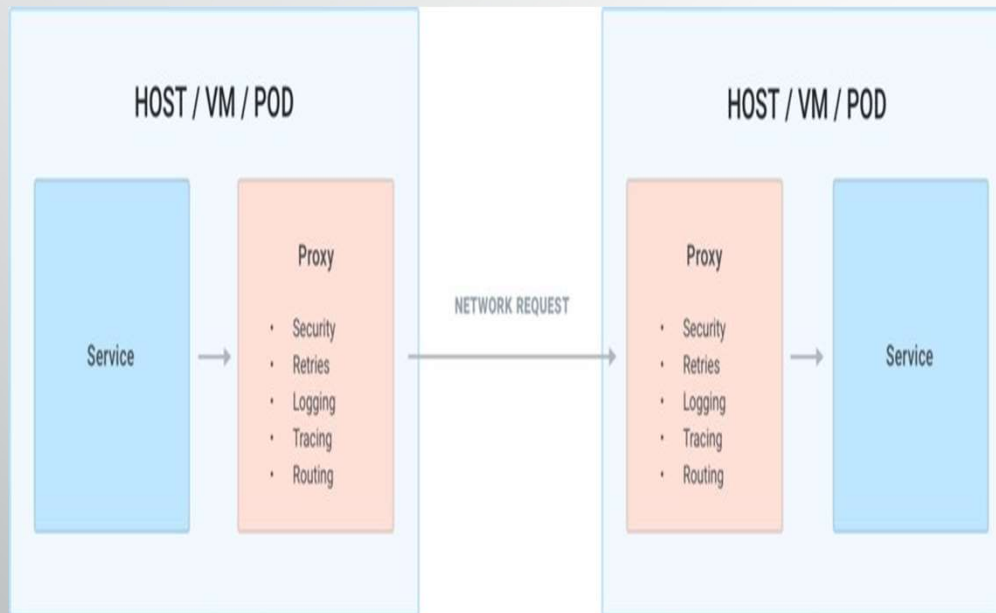 HOST / VM / POD
Service
Proxy
• Security
• Retries
• Logging
• Tracing
• Routing
NETWORK REQUEST
HOST / VM / POD
Proxy
• Security
• Retries
• Logging
• Tracing
• Routing
Service